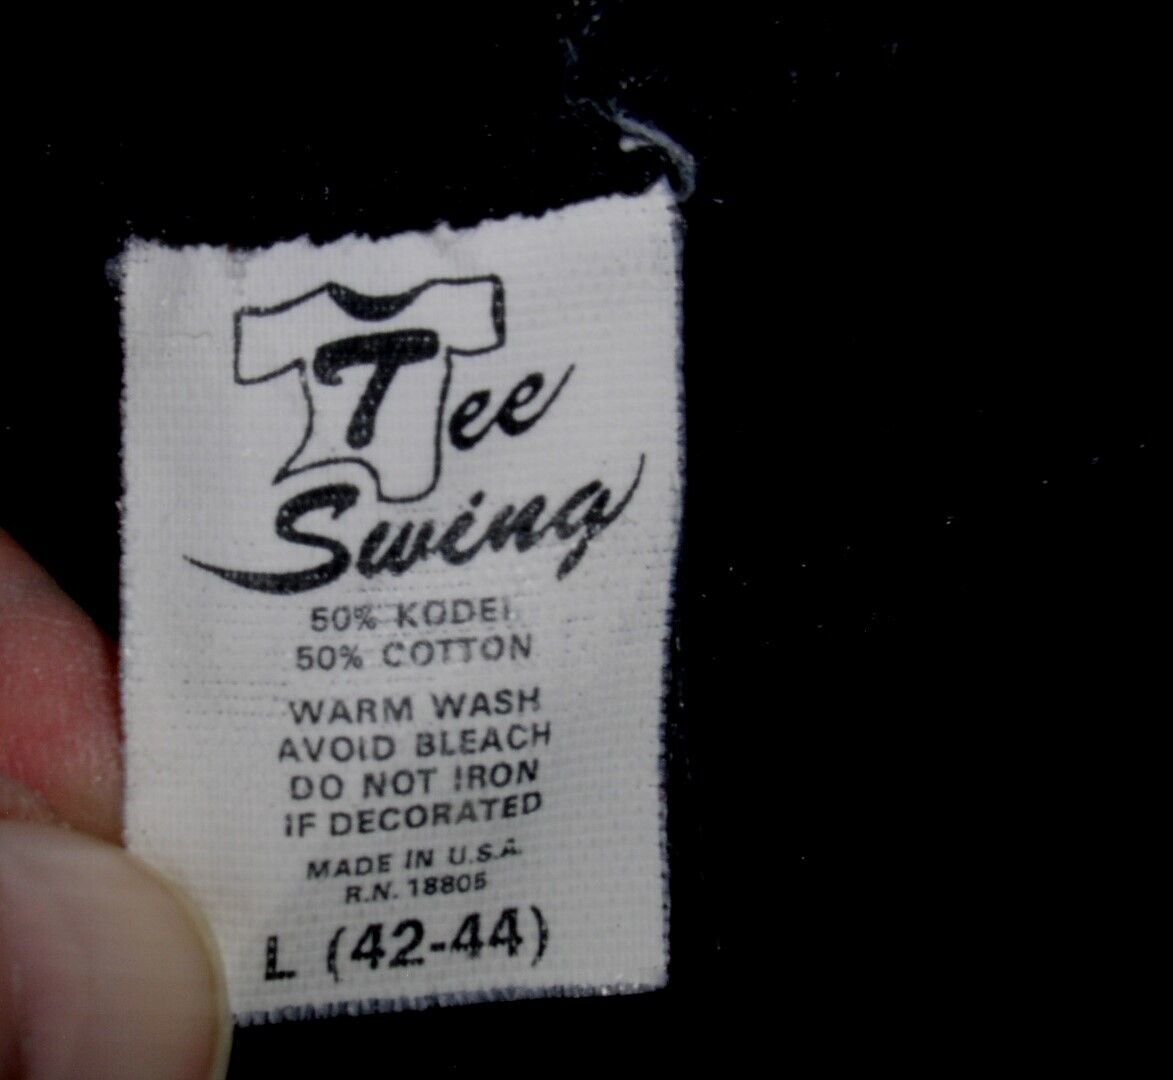 Tee
Swing
50% KODEL
50% COTTON
WARM WASH
AVOID BLEACH
DO NOT IRON
IF DECORATED
MADE IN U.S.A.
R.N. 18805
L (42-44)